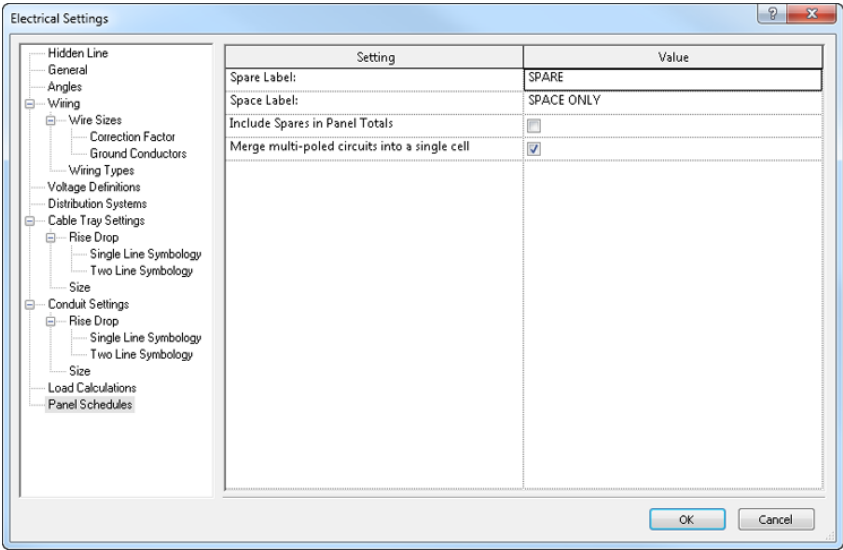 Electrical Settings
Hidden Line
General
Angles
Wiring
Wire Sizes
Correction Factor
Ground Conductors
Wiring Types
Voltage Definitions
Distribution Systems
Cable Tray Settings
Rise Drop
Single Line Symbology
Two Line Symbology
Size
Conduit Settings
Rise Drop
Single Line Symbology
Two Line Symbology
Size
Load Calculations
Panel Schedules
Setting Value
Spare Label: SPARE
Space Label: SPACE ONLY
Include Spares in Panel Totals
Merge multi-poled circuits into a single cell
OK Cancel